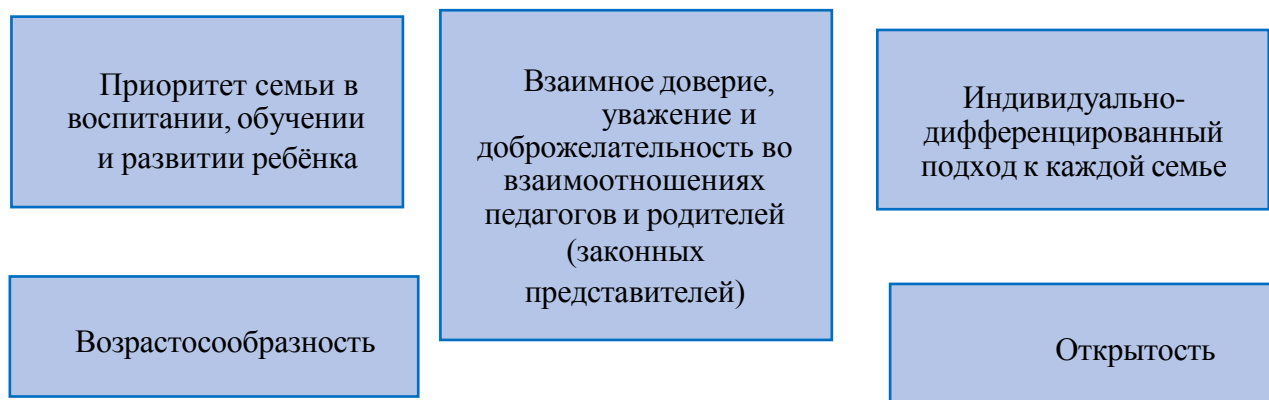 Приоритет семьи в
воспитании, обучении
и развитии ребёнка
Взаимное доверие,
уважение и
доброжелательность во
взаимоотношениях
педагогов и родителей
(законных
представителей)
Индивидуально-
дифференцированный
подход к каждой семье
Возрастосообразность
Открытость